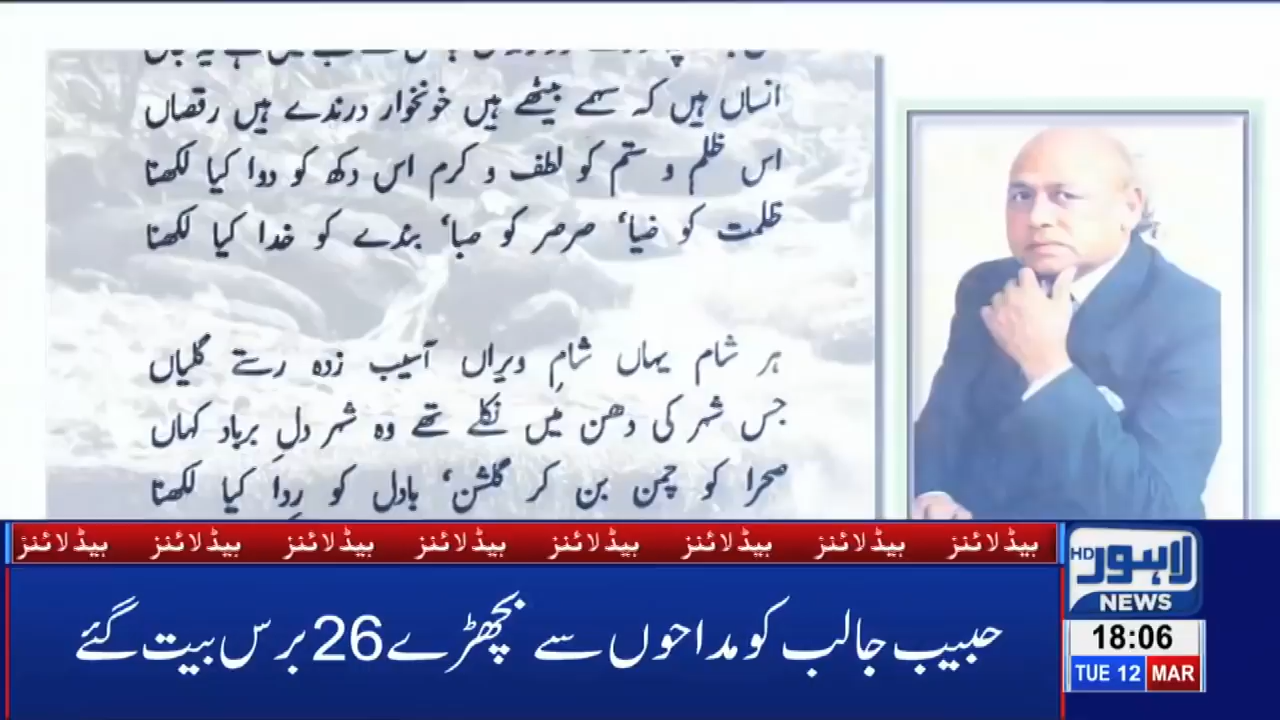 انساں ہیں کہ سہمے بیٹھے ہیں خونخوار درندے ہیں رقصاں
اس ظلم و ستم کو لطف و کرم اس دکھ کو دوا کیا لکھنا
ظلمت کو ضیا، صرصر کو صبا، بندے کو خدا کیا لکھنا
ہر شام یہاں شامِ ویراں آسیب زدہ رستے گلیاں
جس شہر کی دھن میں نکلے تھے وہ شہر دلِ برباد کہاں
صحرا کو چمن بن کر گلشن، بادل کو رِدا کیا لکھنا
ہیڈلائنز ہیڈلائنز ہیڈلائنز ہیڈلائنز ہیڈلائنز ہیڈلائنز ہیڈلائنز ہیڈلائنز
حبیب جالب کو مداحوں سے بچھڑے 26 برس بیت گئے
لاہور HD
NEWS
18:06
TUE 12 MAR